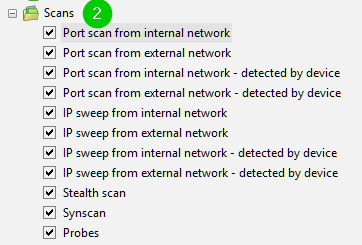 Scans 2
Port scan from internal network
Port scan from external network
Port scan from internal network - detected by device
Port scan from external network - detected by device
IP sweep from internal network
IP sweep from external network
IP sweep from internal network - detected by device
IP sweep from external network - detected by device
Stealth scan
Synscan
Probes